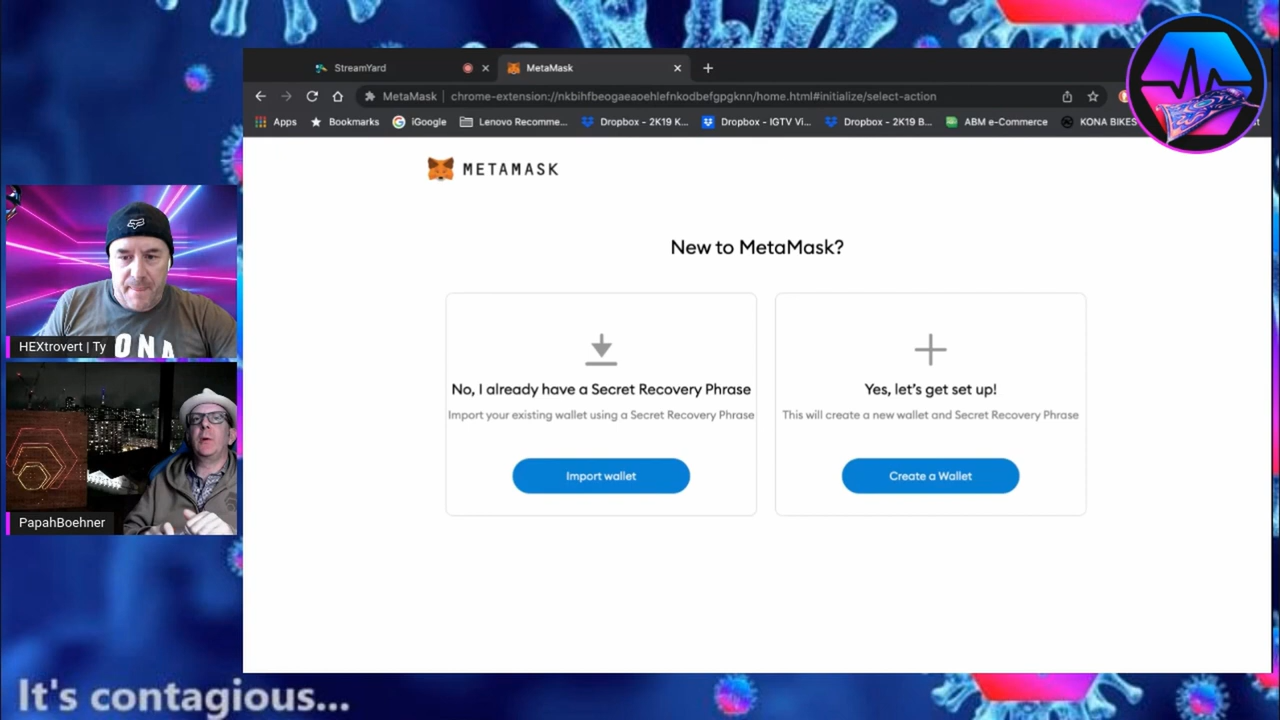 StreamYard
MetaMask
MetaMask
chrome-extension://nkbihfbeogaeaoehlefnkodbefgpgknn/home.html#initialize/select-action
Apps
Bookmarks
iGoogle
Lenovo Recomme...
Dropbox - 2K19 K...
Dropbox - IGTV Vi...
Dropbox - 2K19 B...
ABM e-Commerce
KONA BIKES
METAMASK
New to MetaMask?
No, I already have a Secret Recovery Phrase
Import your existing wallet using a Secret Recovery Phrase
Import wallet
Yes, let's get set up!
This will create a new wallet and Secret Recovery Phrase
Create a Wallet
HEXtrovert | Ty
PapahBoehner
It's contagious...